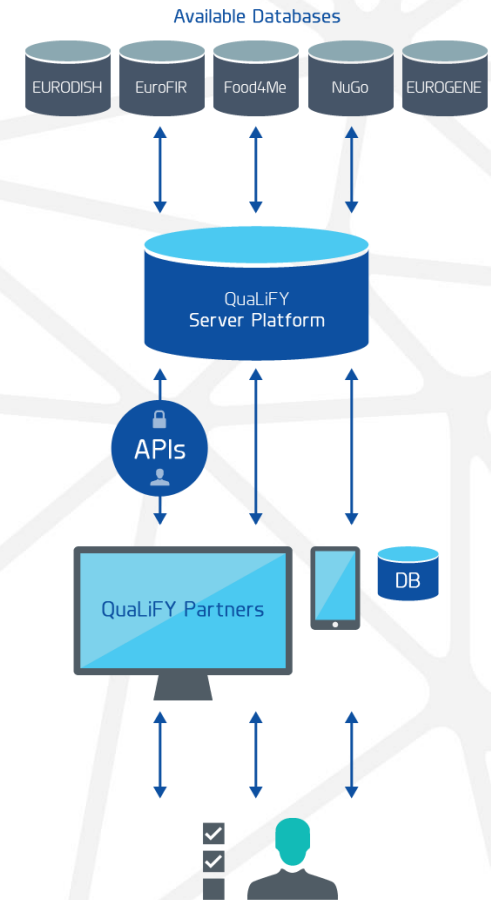 Available Databases
EURODISH
EuroFIR
Food4Me
NuGo
EUROGENE
QuaLiFY
Server Platform
APIs
QuaLiFY Partners
DB